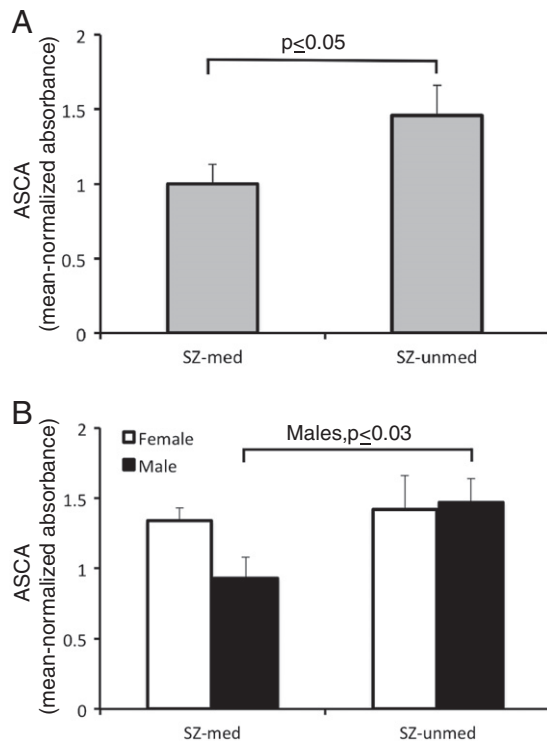 A
2
p≤0.05
1.5
1
0.5
0
ASCA
(mean-normalized absorbance)
SZ-med
SZ-unmed
B
2
Female
Male
Males,p≤0.03
1.5
1
0.5
0
ASCA
(mean-normalized absorbance)
SZ-med
SZ-unmed